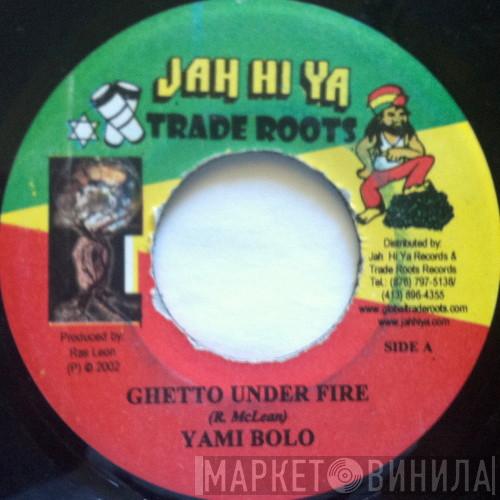 JAH HI YA
TRADE ROOTS
Distributed by:
Jah Hi Ya Records &
Trade Roots Records
Tel.: (876) 797-5138/
(413) 896-4355
www.globaltraderoots.com
www.jahhiya.com
Produced by:
Ras Leon
(P) © 2002
SIDE A
GHETTO UNDER FIRE
(R. McLean)
YAMI BOLO
МАРКЕТ ВИНИЛА